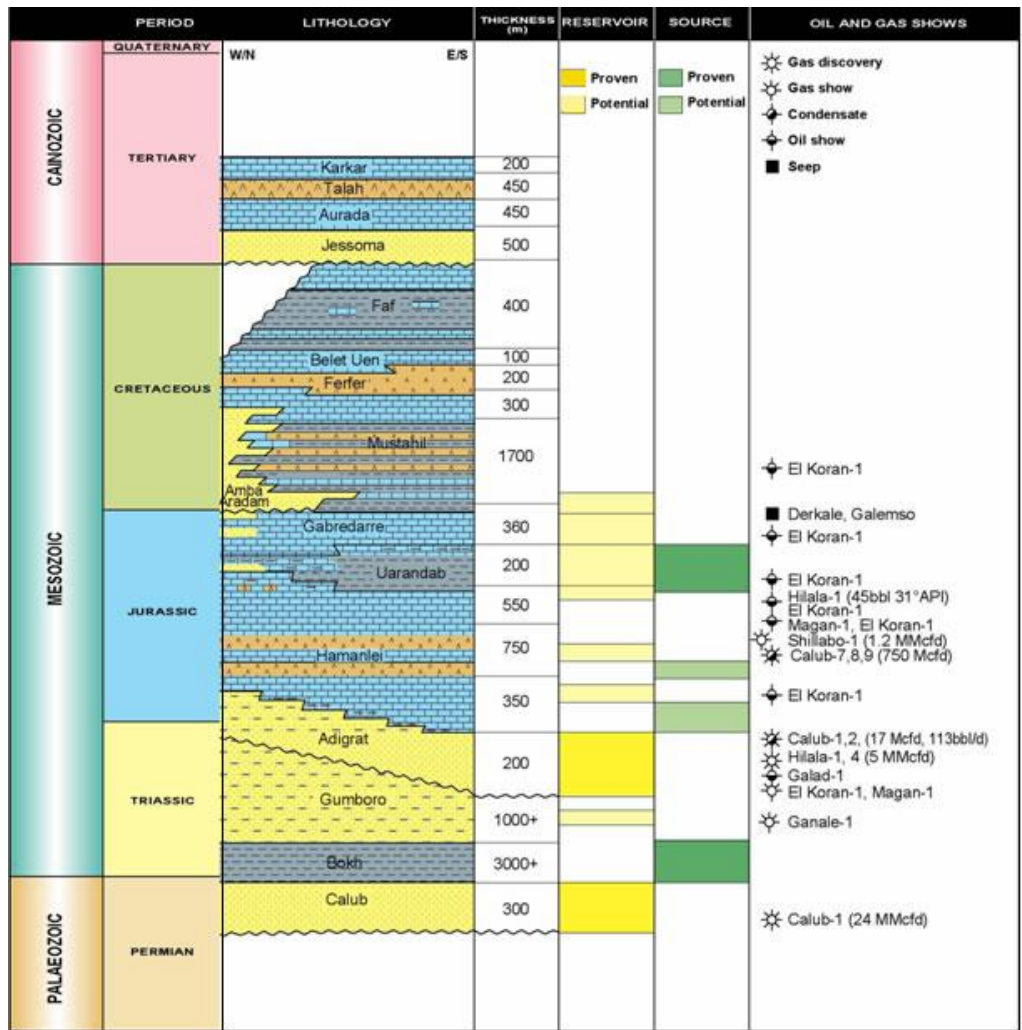 PERIOD
LITHOLOGY
THICKNESS
(m)
RESERVOIR
SOURCE
OIL AND GAS SHOWS
CAINOZOIC
MESOZOIC
PALAEOZOIC
QUATERNARY
TERTIARY
CRETACEOUS
JURASSIC
TRIASSIC
PERMIAN
W/N
E/S
Karkar
Talah
Aurada
Jessoma
Faf
Belet Uen
Ferfer
Mustahil
Amba
Aradam
Gabredarre
Uarandab
Hamanlei
Adigrat
Gumboro
Bokh
Calub
200
450
450
500
400
100
200
300
1700
360
200
550
750
350
200
1000+
3000+
300
Proven
Potential
Proven
Potential
Gas discovery
Gas show
Condensate
Oil show
Seep
El Koran-1
Derkale, Galemso
El Koran-1
El Koran-1
Hilala-1 (45bbl 31°API)
El Koran-1
Magan-1, El Koran-1
Shillabo-1 (1.2 MMcfd)
Calub-7,8,9 (750 Mcfd)
El Koran-1
Calub-1,2, (17 Mcfd, 113bbl/d)
Hilala-1, 4 (5 MMcfd)
Galad-1
El Koran-1, Magan-1
Ganale-1
Calub-1 (24 MMcfd)